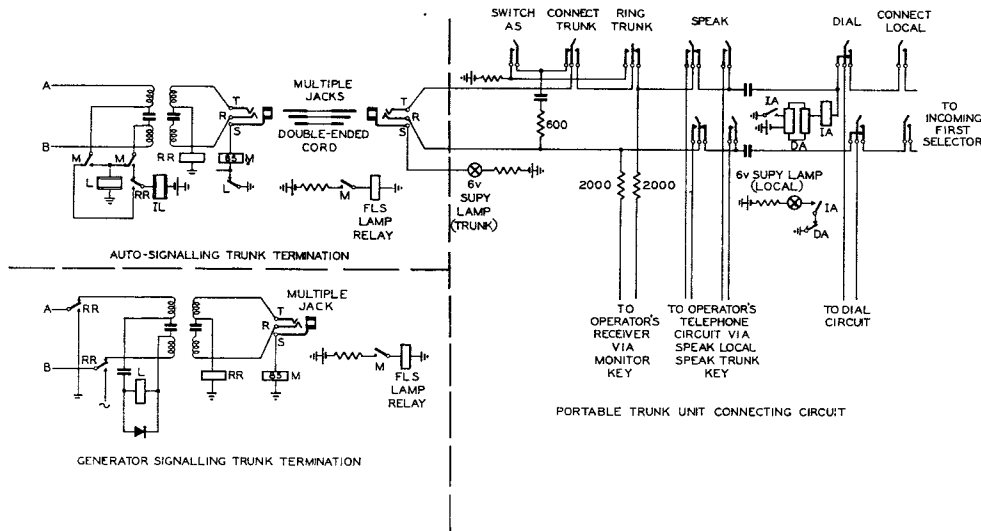 SWITCH
AS
CONNECT
TRUNK
RING
TRUNK
SPEAK
DIAL
CONNECT
LOCAL
A
B
T
R
S
MULTIPLE
JACKS
DOUBLE-ENDED
CORD
T
R
S
M
M
RR
L
RR
IL
65
M
L
M
FLS
LAMP
RELAY
6V
SUPY
LAMP
(TRUNK)
600
2000
2000
IA
DA
IA
TO
INCOMING
FIRST
SELECTOR
6V SUPY LAMP
(LOCAL)
IA
DA
AUTO-SIGNALLING TRUNK TERMINATION
A
RR
B
RR
L
RR
T
R
S
MULTIPLE
JACK
65
M
M
FLS
LAMP
RELAY
GENERATOR SIGNALLING TRUNK TERMINATION
TO
OPERATOR'S
RECEIVER
VIA
MONITOR
KEY
TO OPERATOR'S
TELEPHONE
CIRCUIT VIA
SPEAK LOCAL
SPEAK TRUNK
KEY
TO DIAL
CIRCUIT
PORTABLE TRUNK UNIT CONNECTING CIRCUIT